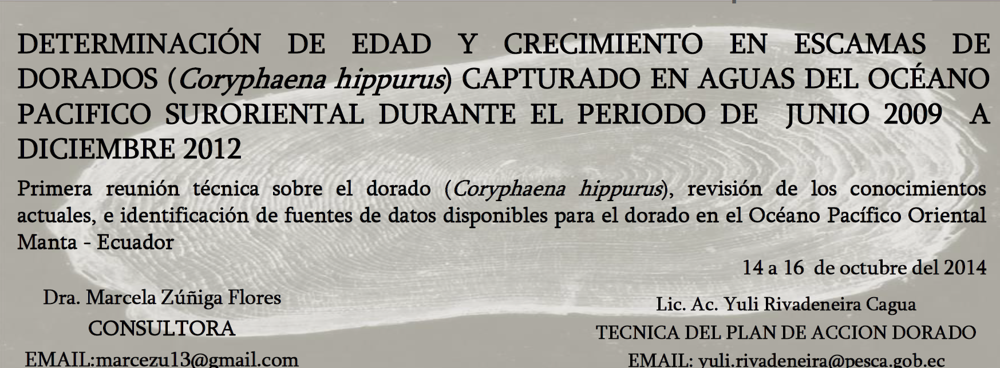 DETERMINACIÓN DE EDAD Y CRECIMIENTO EN ESCAMAS DE
DORADOS (Coryphaena hippurus) CAPTURADO EN AGUAS DEL OCÉANO
PACIFICO SURORIENTAL DURANTE EL PERIODO DE JUNIO 2009 A
DICIEMBRE 2012
Primera reunión técnica sobre el dorado (Coryphaena hippurus), revisión de los conocimientos
actuales, e identificación de fuentes de datos disponibles para el dorado en el Océano Pacífico Oriental
Manta - Ecuador
14 a 16 de octubre del 2014
Dra. Marcela Zúñiga Flores
CONSULTORA
EMAIL:marcezu13@gmail.com
Lic. Ac. Yuli Rivadeneira Cagua
TECNICA DEL PLAN DE ACCION DORADO
EMAIL: yuli.rivadeneira@pesca.gob.ec